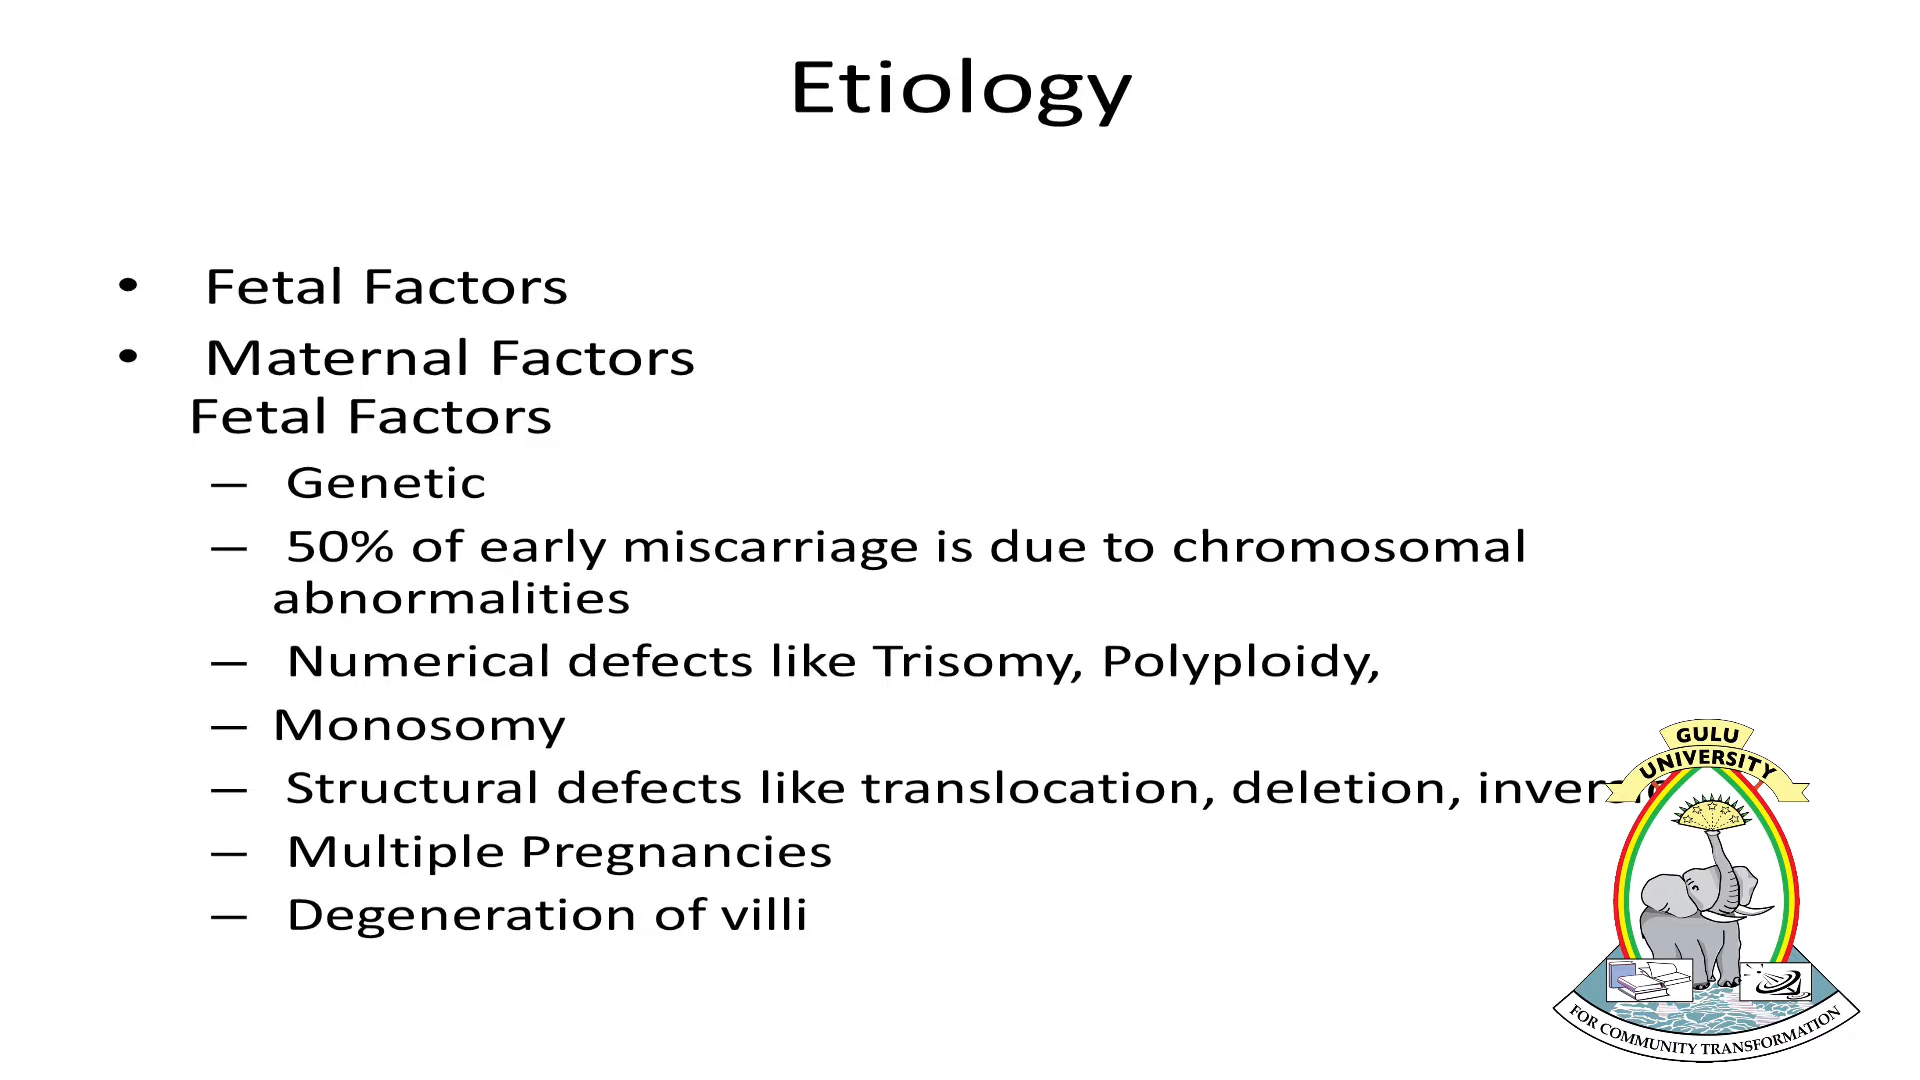 Etiology
• Fetal Factors
• Maternal Factors
Fetal Factors
– Genetic
– 50% of early miscarriage is due to chromosomal
abnormalities
– Numerical defects like Trisomy, Polyploidy,
– Monosomy
– Structural defects like translocation, deletion,
– Multiple Pregnancies
– Degeneration of villi
GULU
UNIVERSITY
FOR COMMUNITY TRANSFORMATION